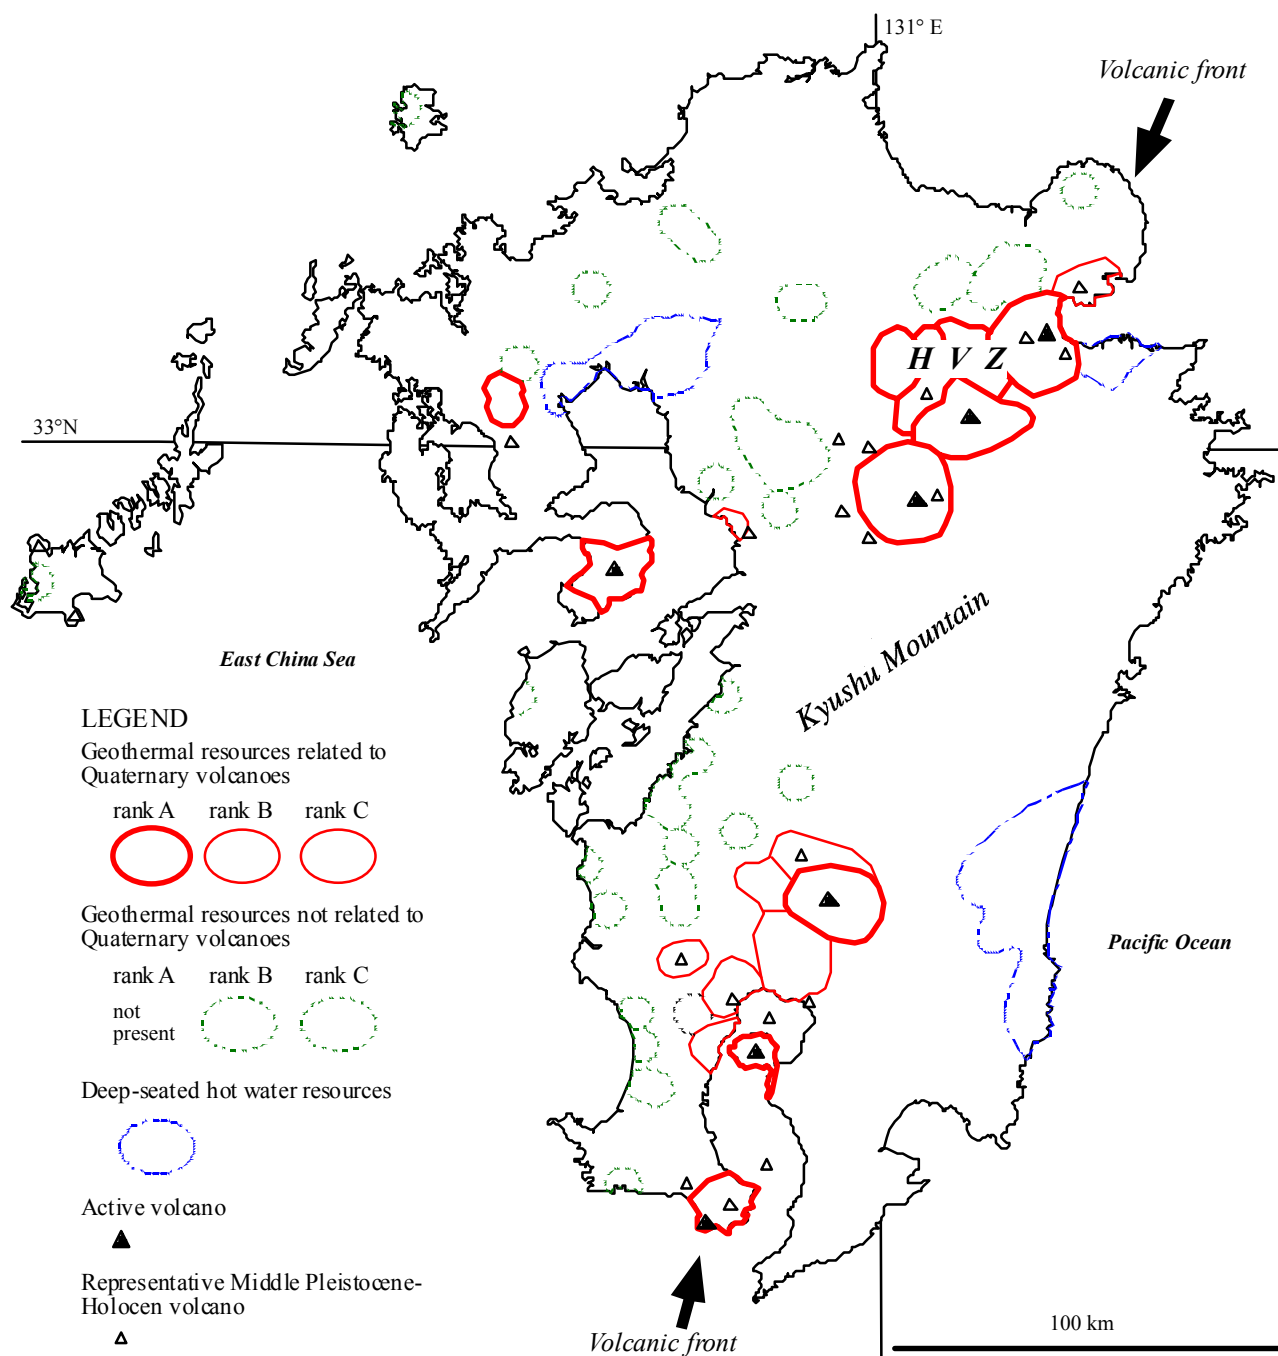 131° E
Volcanic front
H V Z
33°N
Kyushu Mountain
East China Sea
LEGEND
Geothermal resources related to
Quaternary volcanoes
rank A rank B rank C
Geothermal resources not related to
Quaternary volcanoes
rank A rank B rank C
not
present
Pacific Ocean
Deep-seated hot water resources
Active volcano
Representative Middle Pleistocene-
Holocen volcano
100 km
Volcanic front